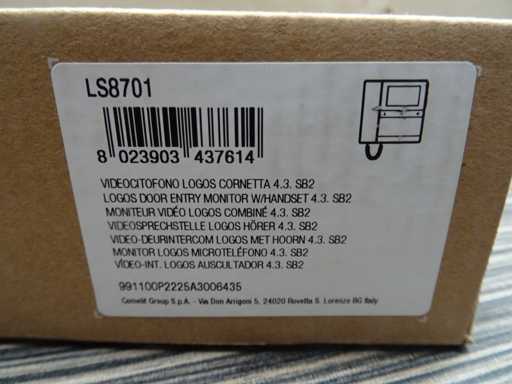 LS8701
8 023903 437614
VIDEOCITOFONO LOGOS CORNETTA 4.3. SB2
LOGOS DOOR ENTRY MONITOR W/HANDSET 4.3. SB2
MONITEUR VIDÉO LOGOS COMBINÉ 4.3. SB2
VIDEOSPRECHSTELLE LOGOS HÖRER 4.3. SB2
VIDEO-DEURINTERCOM LOGOS MET HOORN 4.3. SB2
MONITOR LOGOS MICROTELÉFONO 4.3. SB2
VÍDEO-INT. LOGOS AUSCULTADOR 4.3. SB2
991100P2225A3006435
Comelit Group S.p.A. - Via Don Arrigoni 5, 24020 Rovetta S. Lorenzo BG Italy